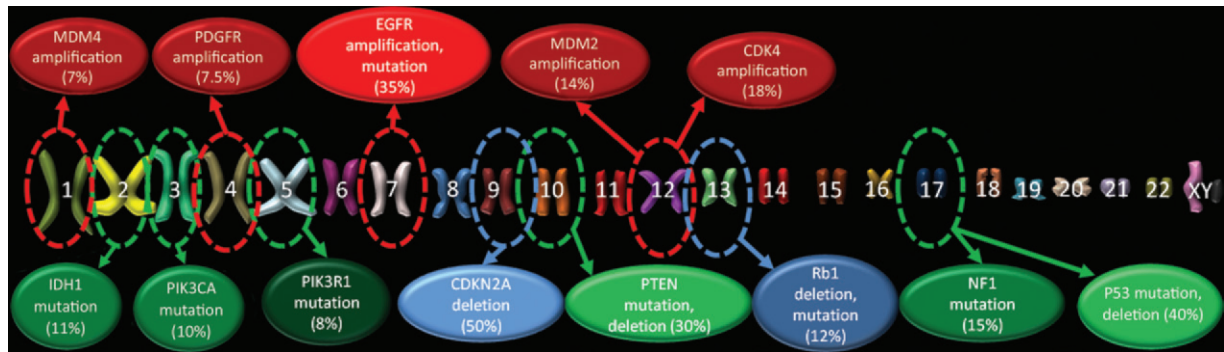 MDM4
amplification
(7%)
PDGFR
amplification
(7.5%)
EGFR
amplification,
mutation
(35%)
MDM2
amplification
(14%)
CDK4
amplification
(18%)
1 2 3 4 5 6 7 8 9 10 11 12 13 14 15 16 17 18 19 20 21 22 XY
IDH1
mutation
(11%)
PIK3CA
mutation
(10%)
PIK3R1
mutation
(8%)
CDKN2A
deletion
(50%)
PTEN
mutation,
deletion (30%)
Rb1
deletion,
mutation
(12%)
NF1
mutation
(15%)
P53 mutation,
deletion (40%)